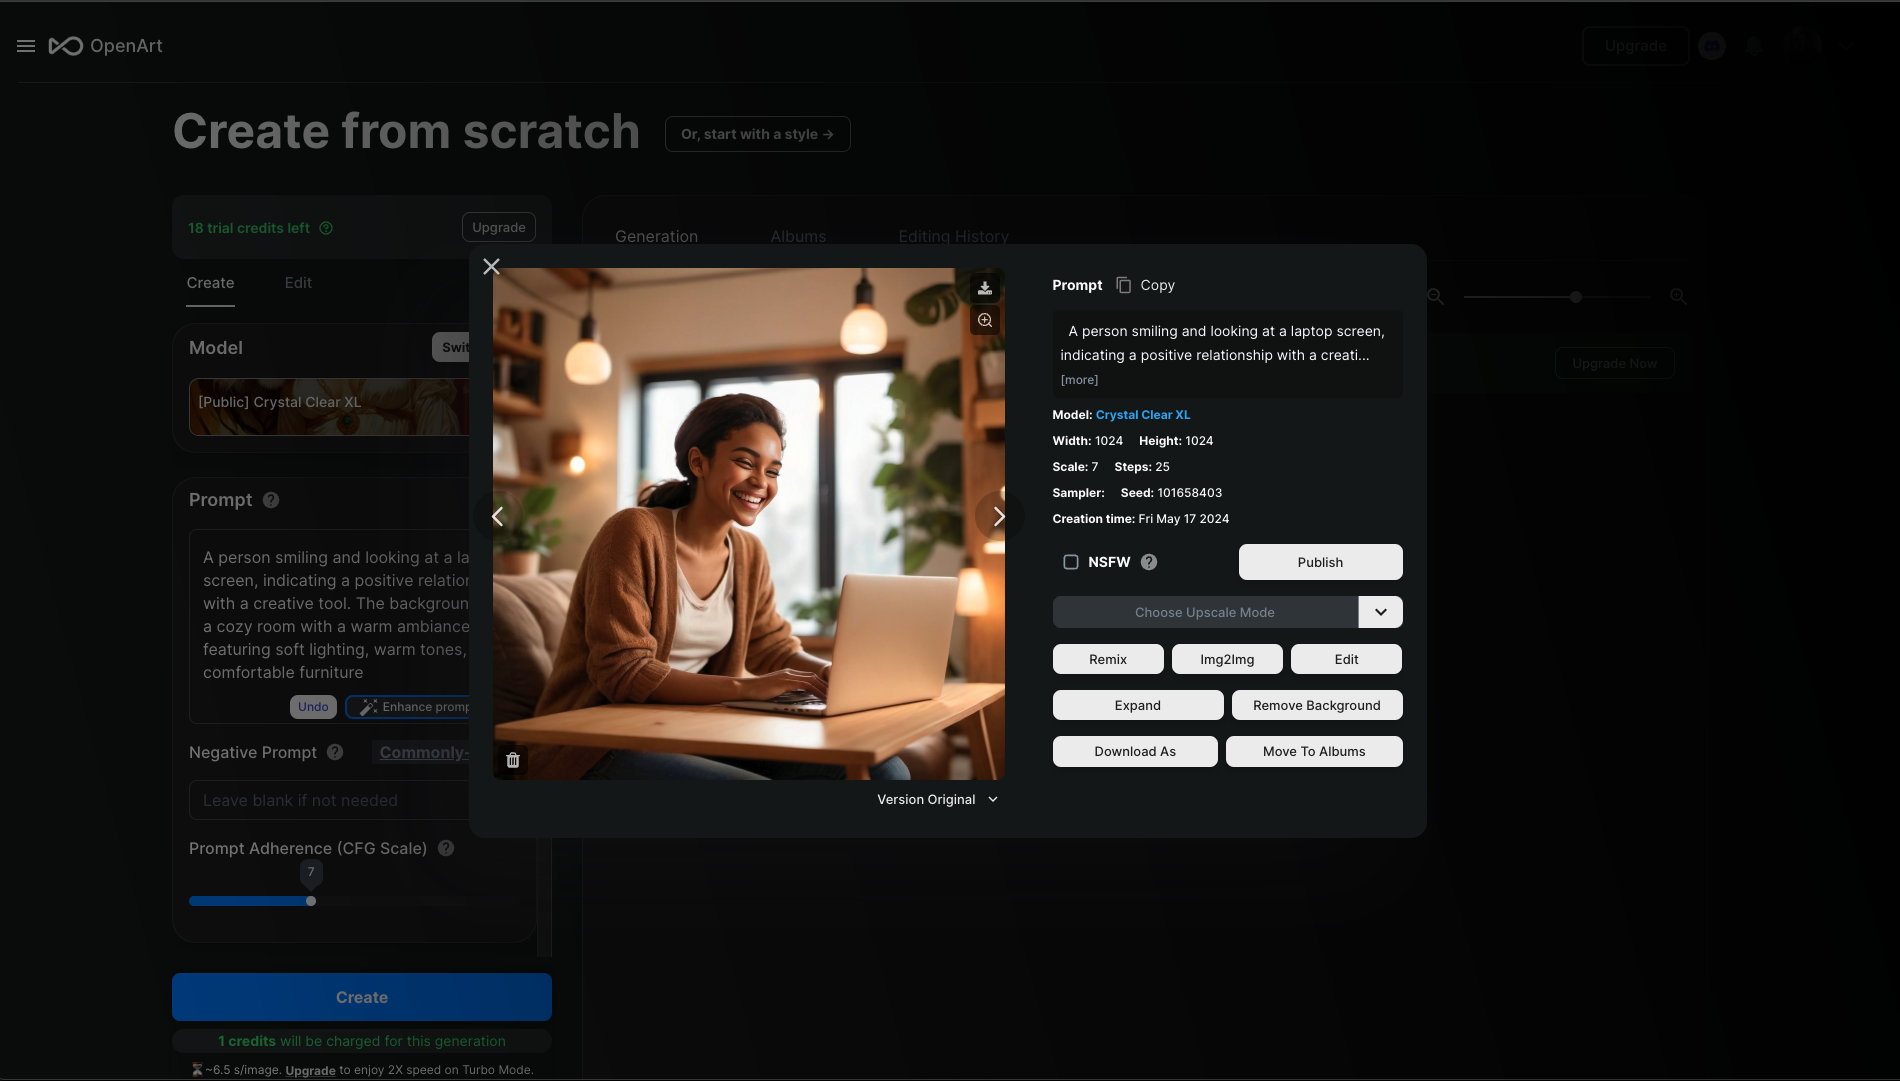 OpenArt
Upgrade
Create from scratch
Or, start with a style →
18 trial credits left
Upgrade
Create
Edit
Model
Swit
[Public] Crystal Clear XL
Prompt
A person smiling and looking at a la
screen, indicating a positive relation
with a creative tool. The background
a cozy room with a warm ambiance
featuring soft lighting, warm tones,
comfortable furniture
Undo
Enhance promp
Negative Prompt
Commonly-
Leave blank if not needed
Prompt Adherence (CFG Scale)
7
Create
1 credits will be charged for this generation
~6.5 s/image. Upgrade to enjoy 2X speed on Turbo Mode.
Generation
Albums
Editing History
Upgrade Now
Prompt
Copy
A person smiling and looking at a laptop screen,
indicating a positive relationship with a creati...
[more]
Model: Crystal Clear XL
Width: 1024 Height: 1024
Scale: 7 Steps: 25
Sampler: Seed: 101658403
Creation time: Fri May 17 2024
NSFW
Publish
Choose Upscale Mode
Remix
Img2Img
Edit
Expand
Remove Background
Download As
Move To Albums
Version Original